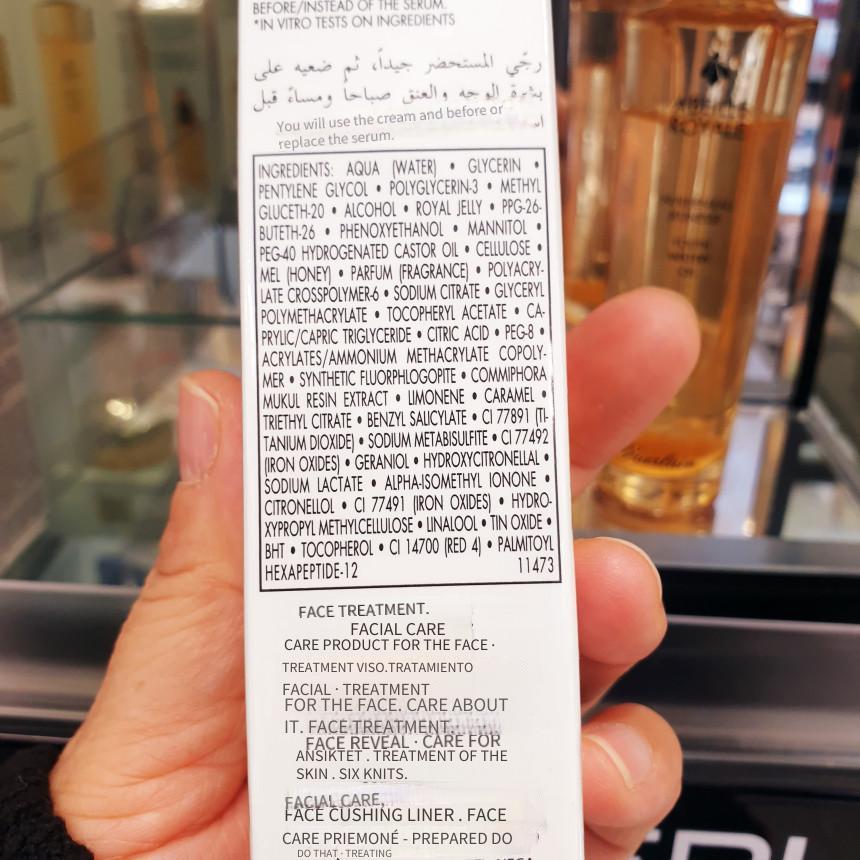 BEFORE/INSTEAD OF THE SERUM.
*IN VITRO TESTS ON INGREDIENTS
رجّي المستحضر جيداً، ثم ضعيه على
بشرة الوجه والعنق صباحا ومساءً قبل
You will use the cream and before or
replace the serum.
INGREDIENTS: AQUA (WATER) • GLYCERIN •
PENTYLENE GLYCOL • POLYGLYCERIN-3 • METHYL
GLUCETH-20 • ALCOHOL • ROYAL JELLY • PPG-26-
BUTETH-26 • PHENOXYETHANOL • MANNITOL •
PEG-40 HYDROGENATED CASTOR OIL • CELLULOSE •
MEL (HONEY) • PARFUM (FRAGRANCE) • POLYACRY-
LATE CROSSPOLYMER-6 • SODIUM CITRATE • GLYCERYL
POLYMETHACRYLATE • TOCOPHERYL ACETATE • CA-
PRYLIC/CAPRIC TRIGLYCERIDE • CITRIC ACID • PEG-8 •
ACRYLATES/AMMONIUM METHACRYLATE COPOLY-
MER • SYNTHETIC FLUORPHLOGOPITE • COMMIPHORA
MUKUL RESIN EXTRACT • LIMONENE • CARAMEL •
TRIETHYL CITRATE • BENZYL SALICYLATE • CI 77891 (TI-
TANIUM DIOXIDE) • SODIUM METABISULFITE • CI 77492
(IRON OXIDES) • GERANIOL • HYDROXYCITRONELLAL •
SODIUM LACTATE • ALPHA-ISOMETHYL IONONE •
CITRONELLOL • CI 77491 (IRON OXIDES) • HYDRO-
XYPROPYL METHYLCELLULOSE • LINALOOL • TIN OXIDE •
BHT • TOCOPHEROL • CI 14700 (RED 4) • PALMITOYL
HEXAPEPTIDE-12 11473
FACE TREATMENT.
FACIAL CARE
CARE PRODUCT FOR THE FACE ·
TREATMENT VISO.TRATAMIENTO
FACIAL · TREATMENT
FOR THE FACE. CARE ABOUT
IT. FACE TREATMENT.
FACE REVEAL · CARE FOR
ANSIKTET . TREATMENT OF THE
SKIN . SIX KNITS.
FACIAL CARE,
FACE CUSHING LINER . FACE
CARE PRIEMONÉ - PREPARED DO
DO THAT · TREATING
ROYALE